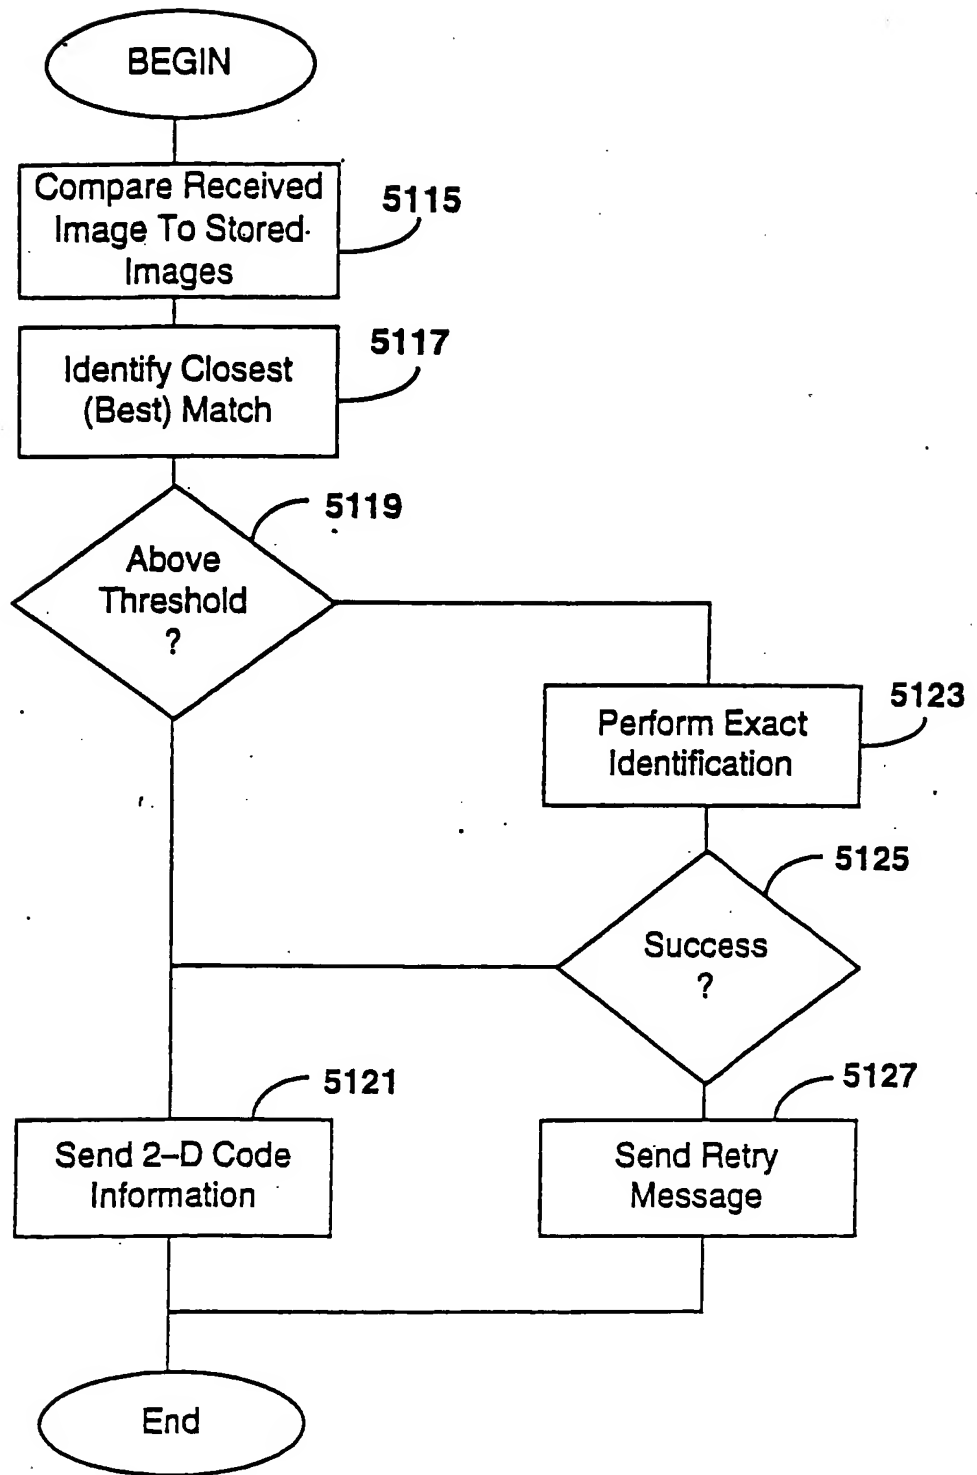 BEGIN
Compare Received
Image To Stored
Images
5115
Identify Closest
(Best) Match
5117
5119
Above
Threshold
?
Perform Exact
Identification
5123
5125
Success
?
5121
Send 2–D Code
Information
5127
Send Retry
Message
End